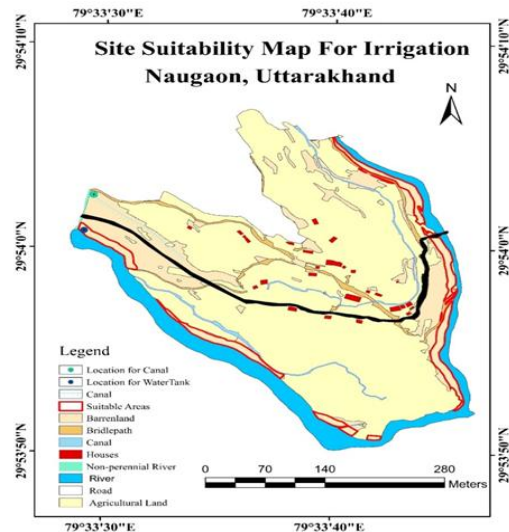 79°33'30"E 79°33'40"E
29°54'10"N 29°54'10"N
Site Suitability Map For Irrigation
Naugaon, Uttarakhand
N
29°54'0"N 29°54'0"N
Legend
Location for Canal
Location for WaterTank
Canal
Suitable Areas
Barrenland
Bridlepath
Canal
Houses
Non-perennial River
River
Road
Agricultural Land
0 70 140 280
Meters
29°53'50"N 29°53'50"N
79°33'30"E 79°33'40"E